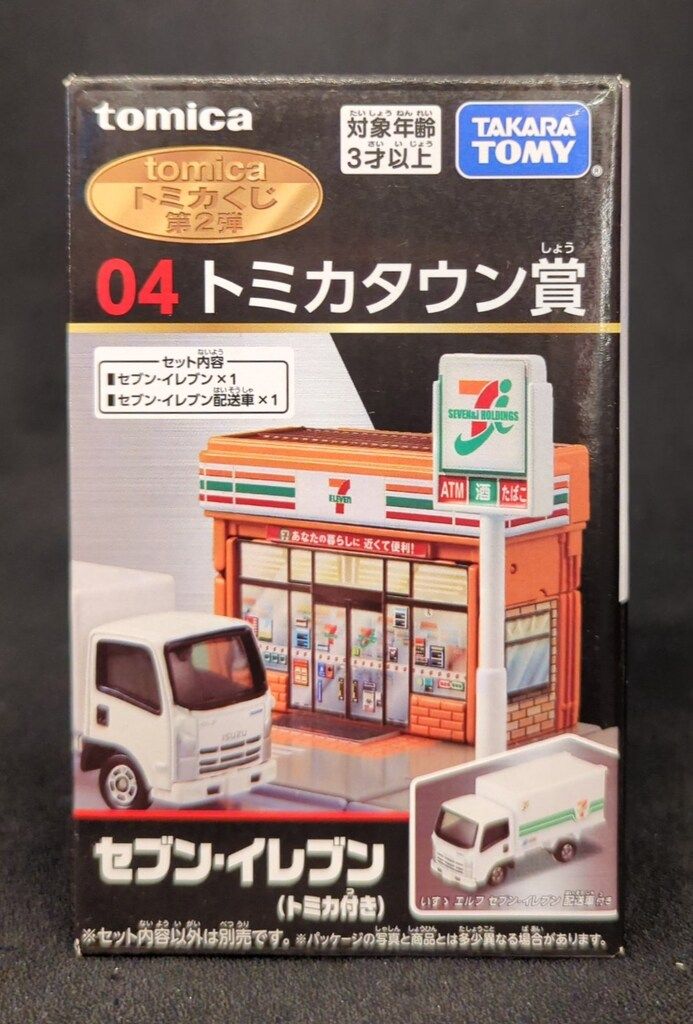 tomica
対象年齢
3才以上
TAKARA
TOMY
tomica
トミカくじ
第2弾
04 トミカタウン賞
セット内容
■セブン-イレブン×1
■セブン-イレブン配送車×1
SEVEN&i HOLDINGS
ATM 酒 たばこ
7
ELEVEN
あなたの暮らしに 近くて便利!
ISUZU
セブン-イレブン
(トミカ付き)
いすゞ エルフ セブン-イレブン 配送車 付き
※セット内容以外は別売です。 ※パッケージの写真と商品とは多少異なる場合があります。